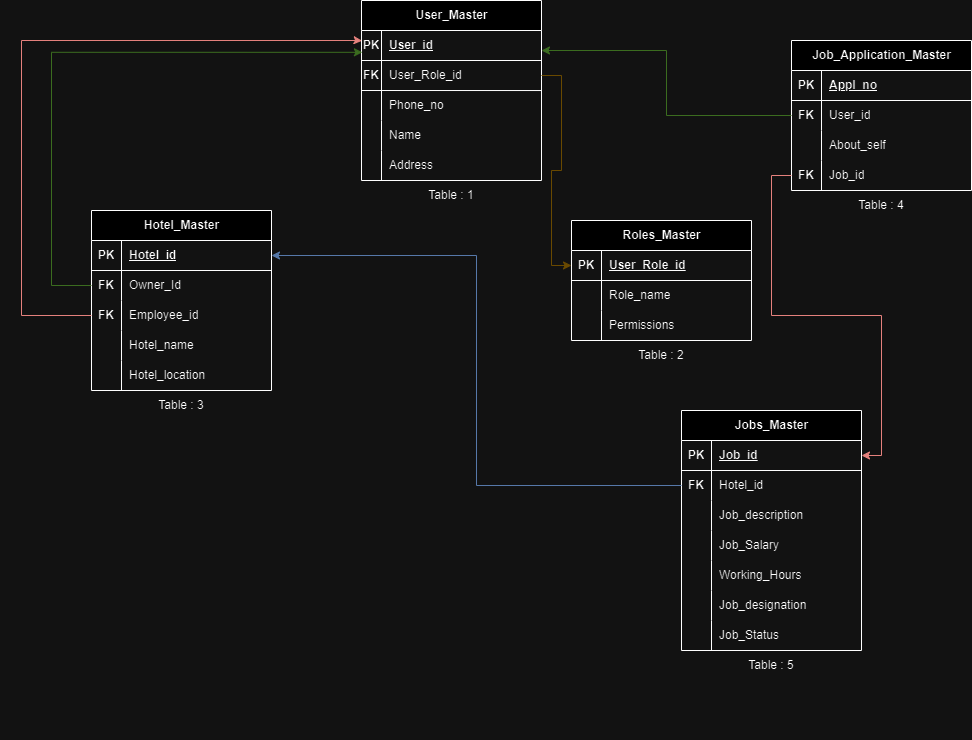 User_Master
PK User_id
FK User_Role_id
Phone_no
Name
Address
Table : 1
Job_Application_Master
PK Appl_no
FK User_id
About_self
FK Job_id
Table : 4
Hotel_Master
PK Hotel_id
FK Owner_Id
FK Employee_id
Hotel_name
Hotel_location
Table : 3
Roles_Master
PK User_Role_id
Role_name
Permissions
Table : 2
Jobs_Master
PK Job_id
FK Hotel_id
Job_description
Job_Salary
Working_Hours
Job_designation
Job_Status
Table : 5